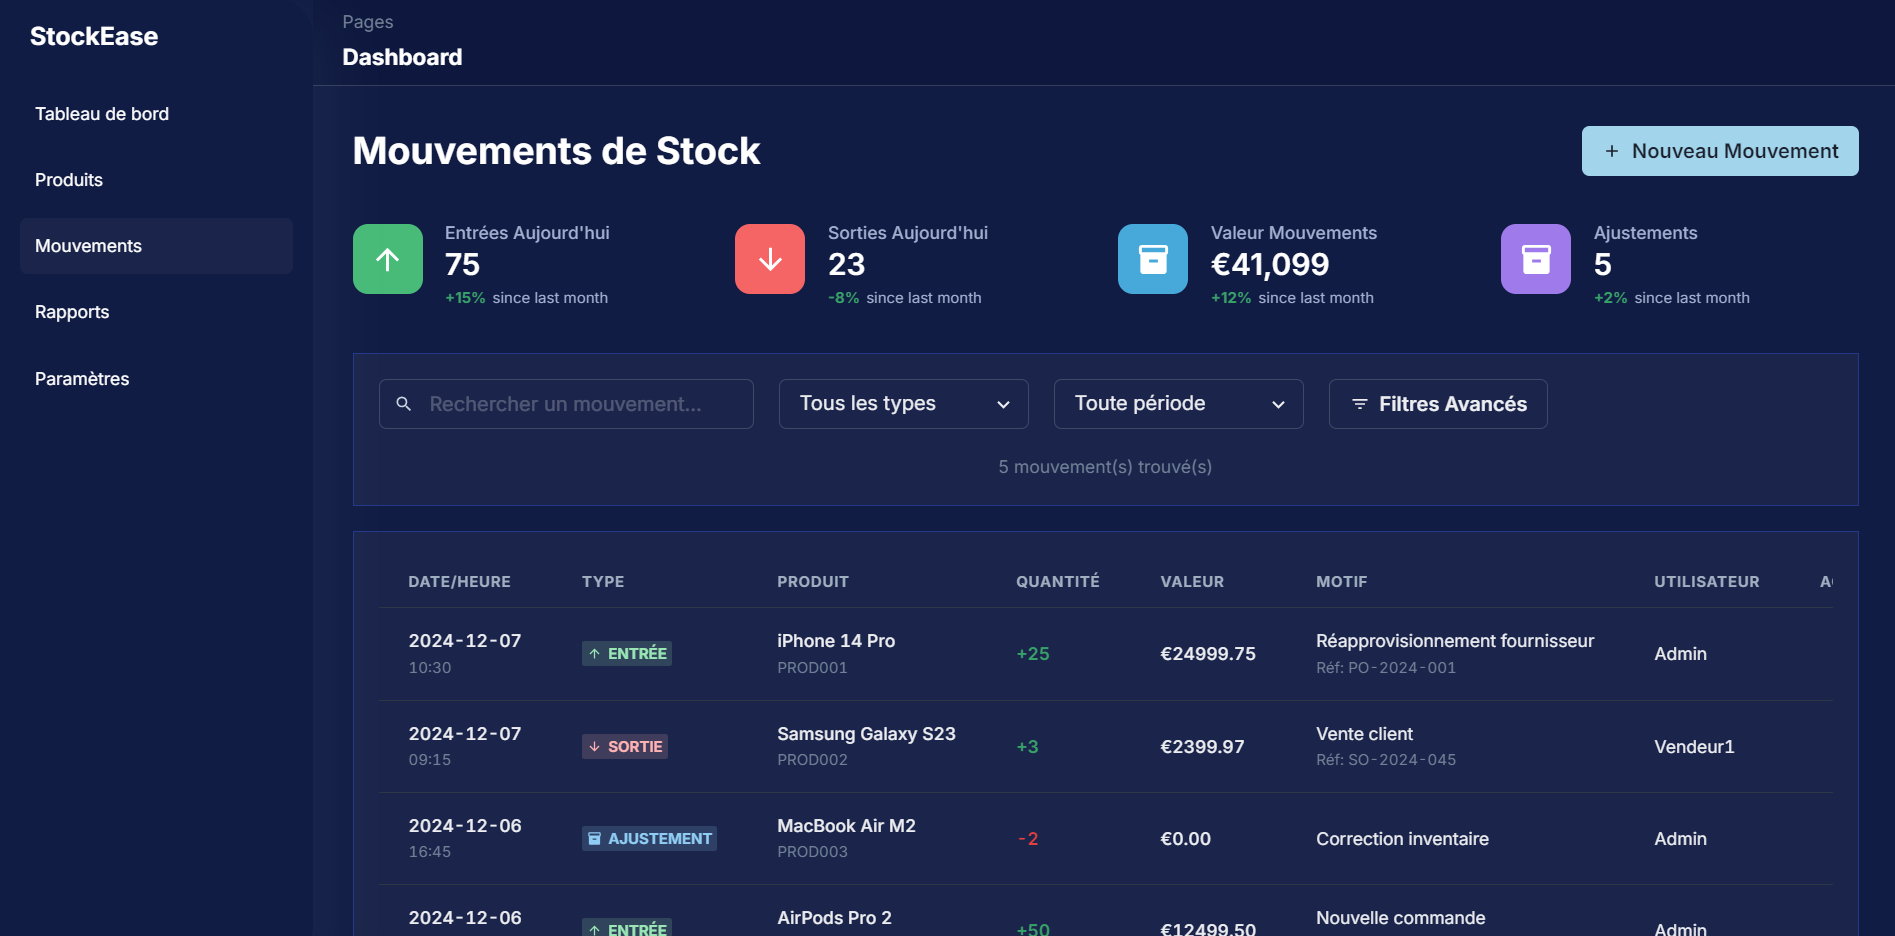 StockEase
Tableau de bord
Produits
Mouvements
Rapports
Paramètres
Pages
Dashboard
Mouvements de Stock
+ Nouveau Mouvement
Entrées Aujourd'hui
75
+15% since last month
Sorties Aujourd'hui
23
-8% since last month
Valeur Mouvements
€41,099
+12% since last month
Ajustements
5
+2% since last month
Rechercher un mouvement...
Tous les types
Toute période
Filtres Avancés
5 mouvement(s) trouvé(s)
DATE/HEURE TYPE PRODUIT QUANTITÉ VALEUR MOTIF UTILISATEUR
2024-12-07 ENTRÉE iPhone 14 Pro +25 €24999.75 Réapprovisionnement fournisseur Admin
10:30 PROD001 Réf: PO-2024-001
2024-12-07 SORTIE Samsung Galaxy S23 +3 €2399.97 Vente client Vendeur1
09:15 PROD002 Réf: SO-2024-045
2024-12-06 AJUSTEMENT MacBook Air M2 -2 €0.00 Correction inventaire Admin
16:45 PROD003
2024-12-06 ENTRÉE AirPods Pro 2 +50 €12499.50 Nouvelle commande Admin